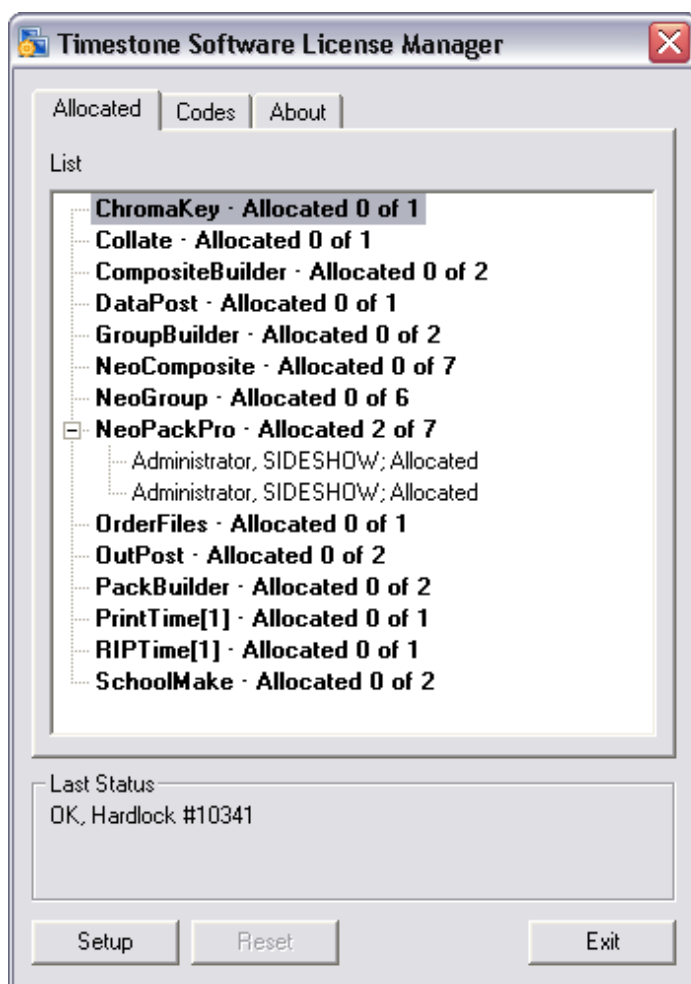 Timestone Software License Manager
Allocated Codes About
List
ChromaKey - Allocated 0 of 1
Collate - Allocated 0 of 1
CompositeBuilder - Allocated 0 of 2
DataPost - Allocated 0 of 1
GroupBuilder - Allocated 0 of 2
NeoComposite - Allocated 0 of 7
NeoGroup - Allocated 0 of 6
NeoPackPro - Allocated 2 of 7
Administrator, SIDESHOW; Allocated
Administrator, SIDESHOW; Allocated
OrderFiles - Allocated 0 of 1
OutPost - Allocated 0 of 2
PackBuilder - Allocated 0 of 2
PrintTime[1] - Allocated 0 of 1
RIPTime[1] - Allocated 0 of 1
SchoolMake - Allocated 0 of 2
Last Status
OK, Hardlock #10341
Setup Reset Exit